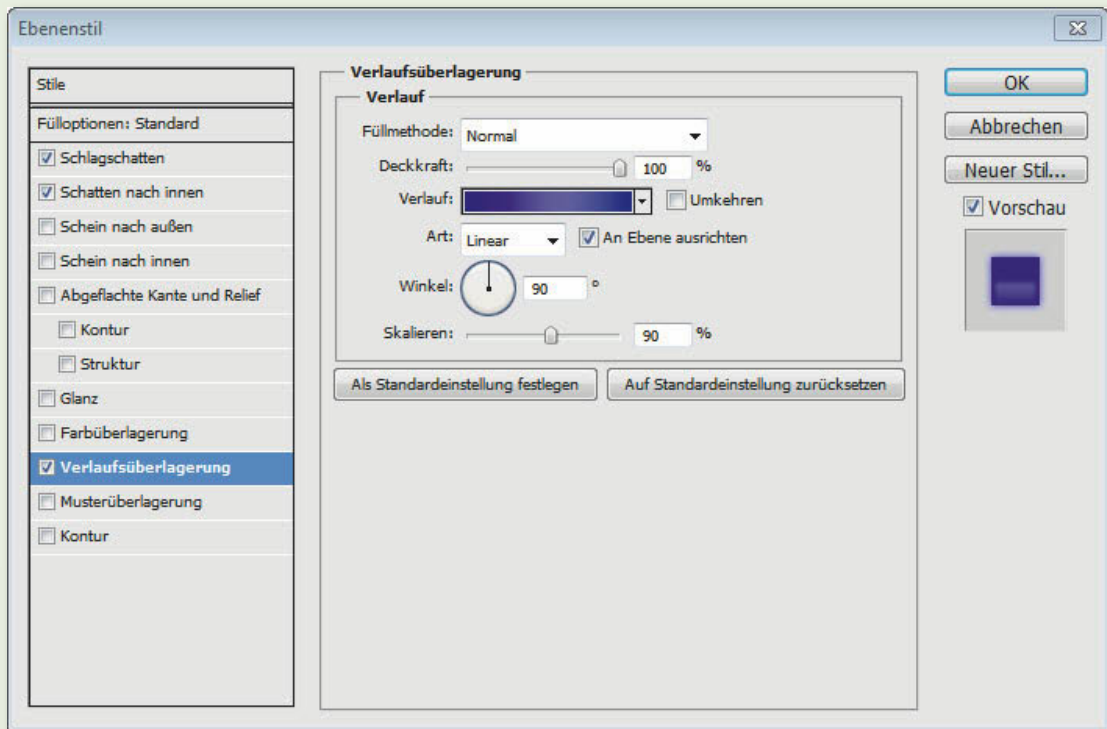 Ebenenstil
Stile
Fülloptionen: Standard
Schlagschatten
Schatten nach innen
Schein nach außen
Schein nach innen
Abgeflachte Kante und Relief
Kontur
Struktur
Glanz
Farbüberlagerung
Verlaufsüberlagerung
Musterüberlagerung
Kontur
Verlaufsüberlagerung
Verlauf
Füllmethode: Normal
Deckkraft: 100 %
Verlauf: Umkehren
Art: Linear An Ebene ausrichten
Winkel: 90 °
Skalieren: 90 %
Als Standardeinstellung festlegen Auf Standardeinstellung zurücksetzen
OK
Abbrechen
Neuer Stil...
Vorschau